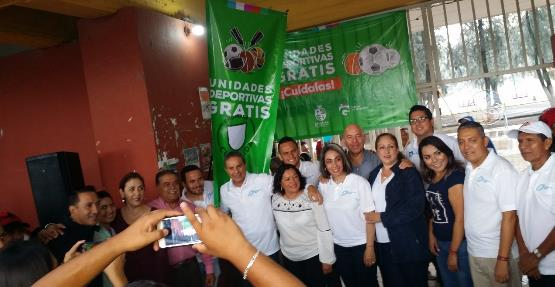 UNIDADES
DEPORTIVAS
GRATIS
UNIDADES
DEPORTIVAS
GRATIS
¡Cuídalas!